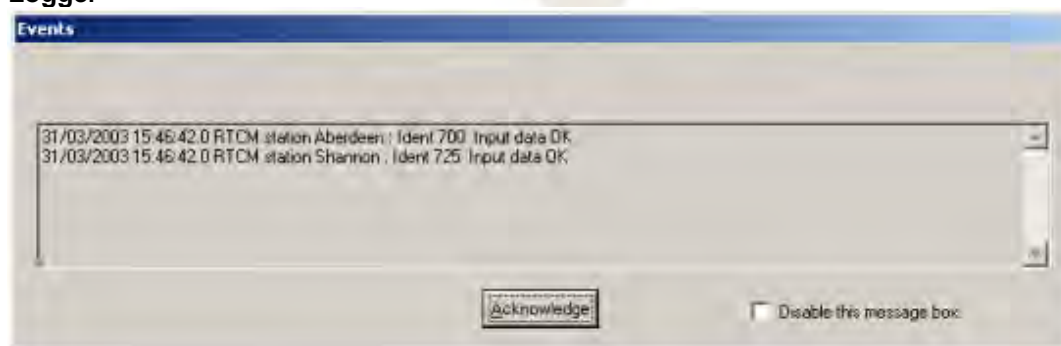 Logger
Events
31/03/2003 15:46:42.0 RTCM station Aberdeen : Ident 700 Input data OK
31/03/2003 15:46:42.0 RTCM station Shannon : Ident 725 Input data OK
Acknowledge
Disable this message box